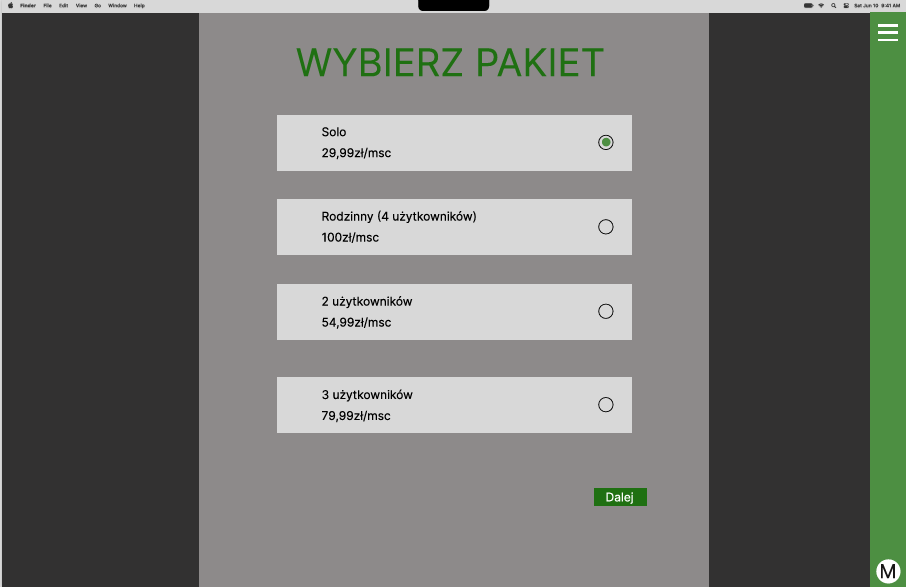 Finder File Edit View Go Window Help
Sat Jun 10 9:41 AM
WYBIERZ PAKIET
Solo
29,99zł/msc
Rodzinny (4 użytkowników)
100zł/msc
2 użytkowników
54,99zł/msc
3 użytkowników
79,99zł/msc
Dalej
M